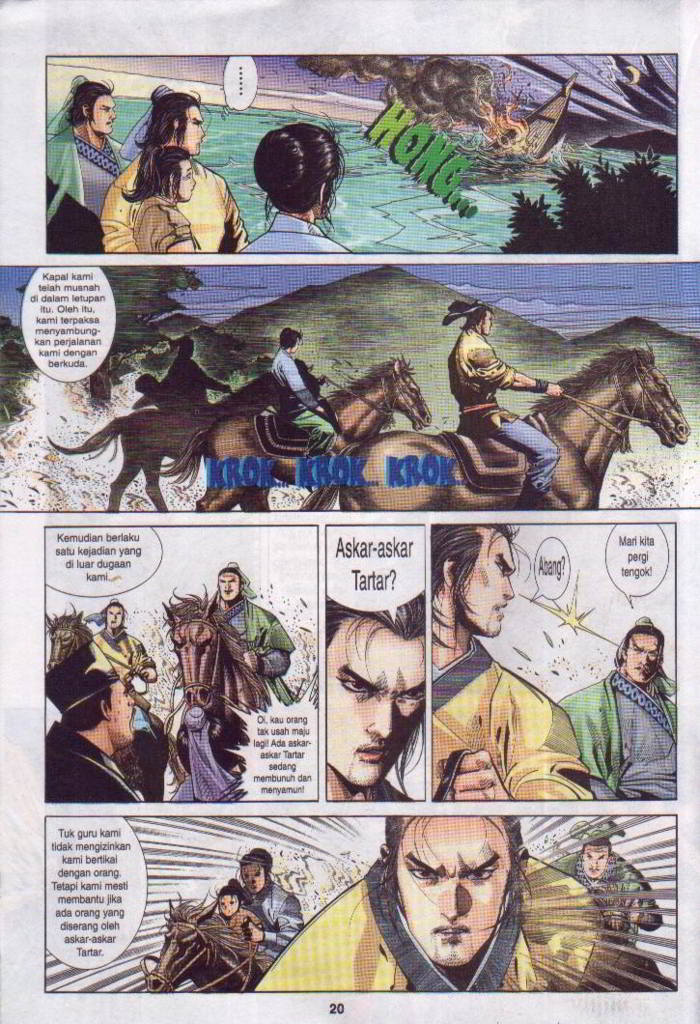 ......
HONG...
Kapal kami
telah musnah
di dalam letupan
itu. Oleh itu,
kami terpaksa
menyambung-
kan perjalanan
kami dengan
berkuda.
KROK... KROK.. KROK..
Kemudian berlaku
satu kejadian yang
di luar dugaan
kami.
Oi, kau orang
tak usah maju
lagi! Ada askar-
askar Tartar
sedang
membunuh dan
menyamun!
Askar-askar
Tartar?
Abang?
Mari kita
pergi
tengok!
Tuk guru kami
tidak mengizinkan
kami bertikai
dengan orang.
Tetapi kami mesti
membantu jika
ada orang yang
diserang oleh
askar-askar
Tartar.
20